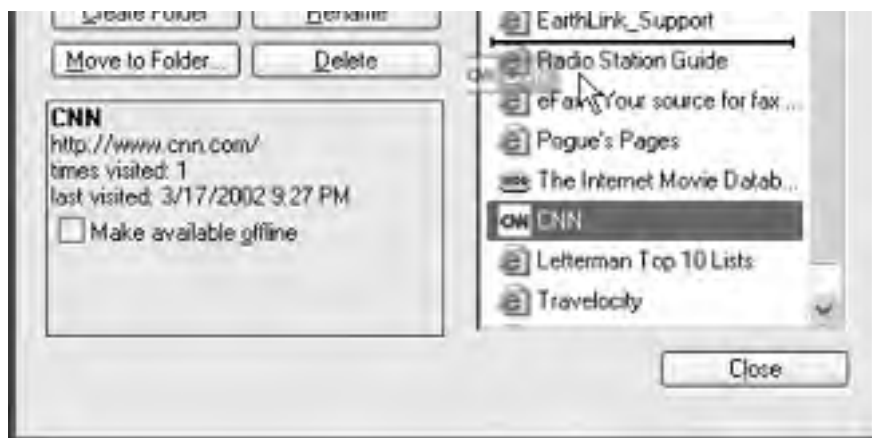 Create Folder
Rename
Move to Folder...
Delete
CNN
http://www.cnn.com/
times visited: 1
last visited: 3/17/2002 9:27 PM
Make available offline
EarthLink_Support
Radio Station Guide
eFax Your source for fax ...
Pogue's Pages
The Internet Movie Datab...
CNN
Letterman Top 10 Lists
Travelocity
Close